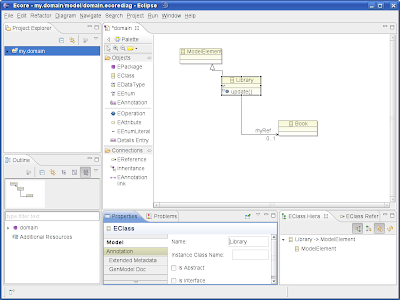 Ecore - my.domain/model/domain.ecorediag - Eclipse
File Edit Refactor Diagram Navigate Search Project Run Window Help
Project Explorer
my.domain
*domain.ecorediag
Palette
Objects
EPackage
EClass
EDataType
EEnum
EAnnotation
EOperation
EAttribute
EEnumLiteral
Details Entry
Connections
EReference
Inheritance
EAnnotation
link
ModelElement
Library
update()
myRef
0..1
Book
Outline
type filter text
domain
Additional Resources
Properties
Problems
EClass
Model
Annotation
Extended Metadata
GenModel Doc
Name:
Library
Instance Class Name:
Is Abstract
Is Interface
EClass Hiera
EClass Refer
Library -> ModelElement
ModelElement